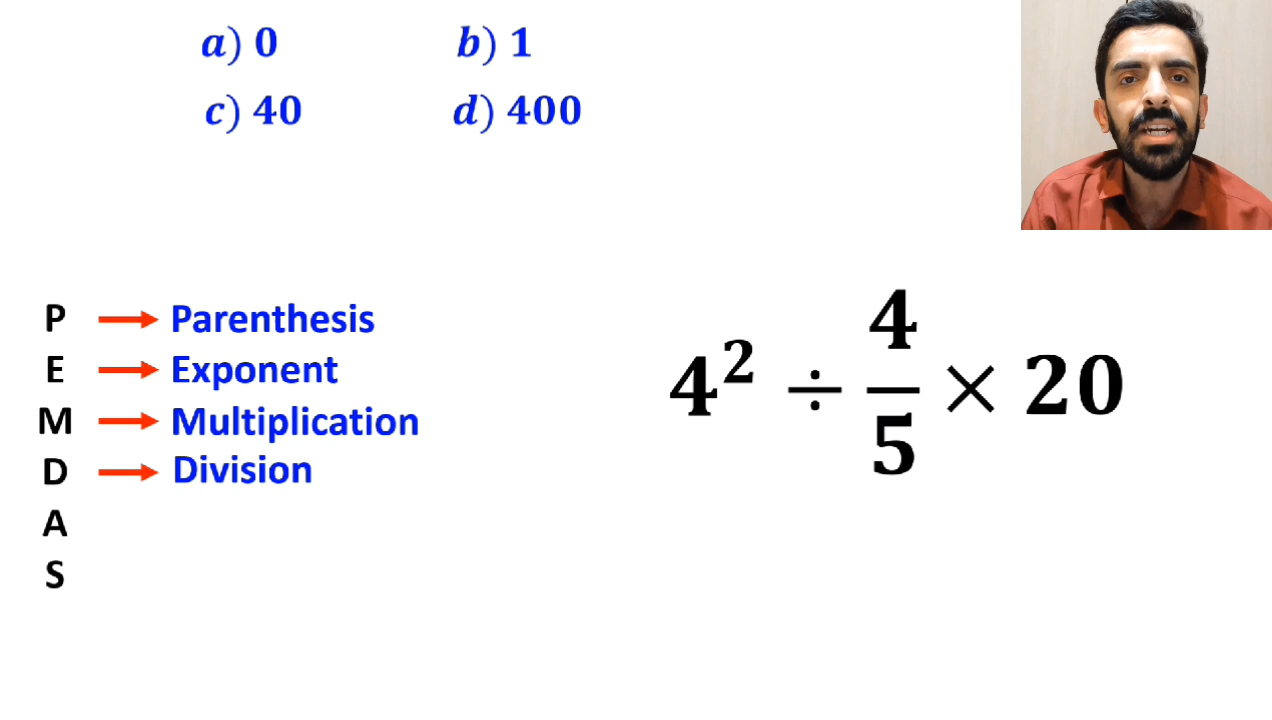 a) 0 b) 1
c) 40 d) 400
P → Parenthesis
E → Exponent
M → Multiplication
D → Division
A
S
4² ÷ 4/5 × 20